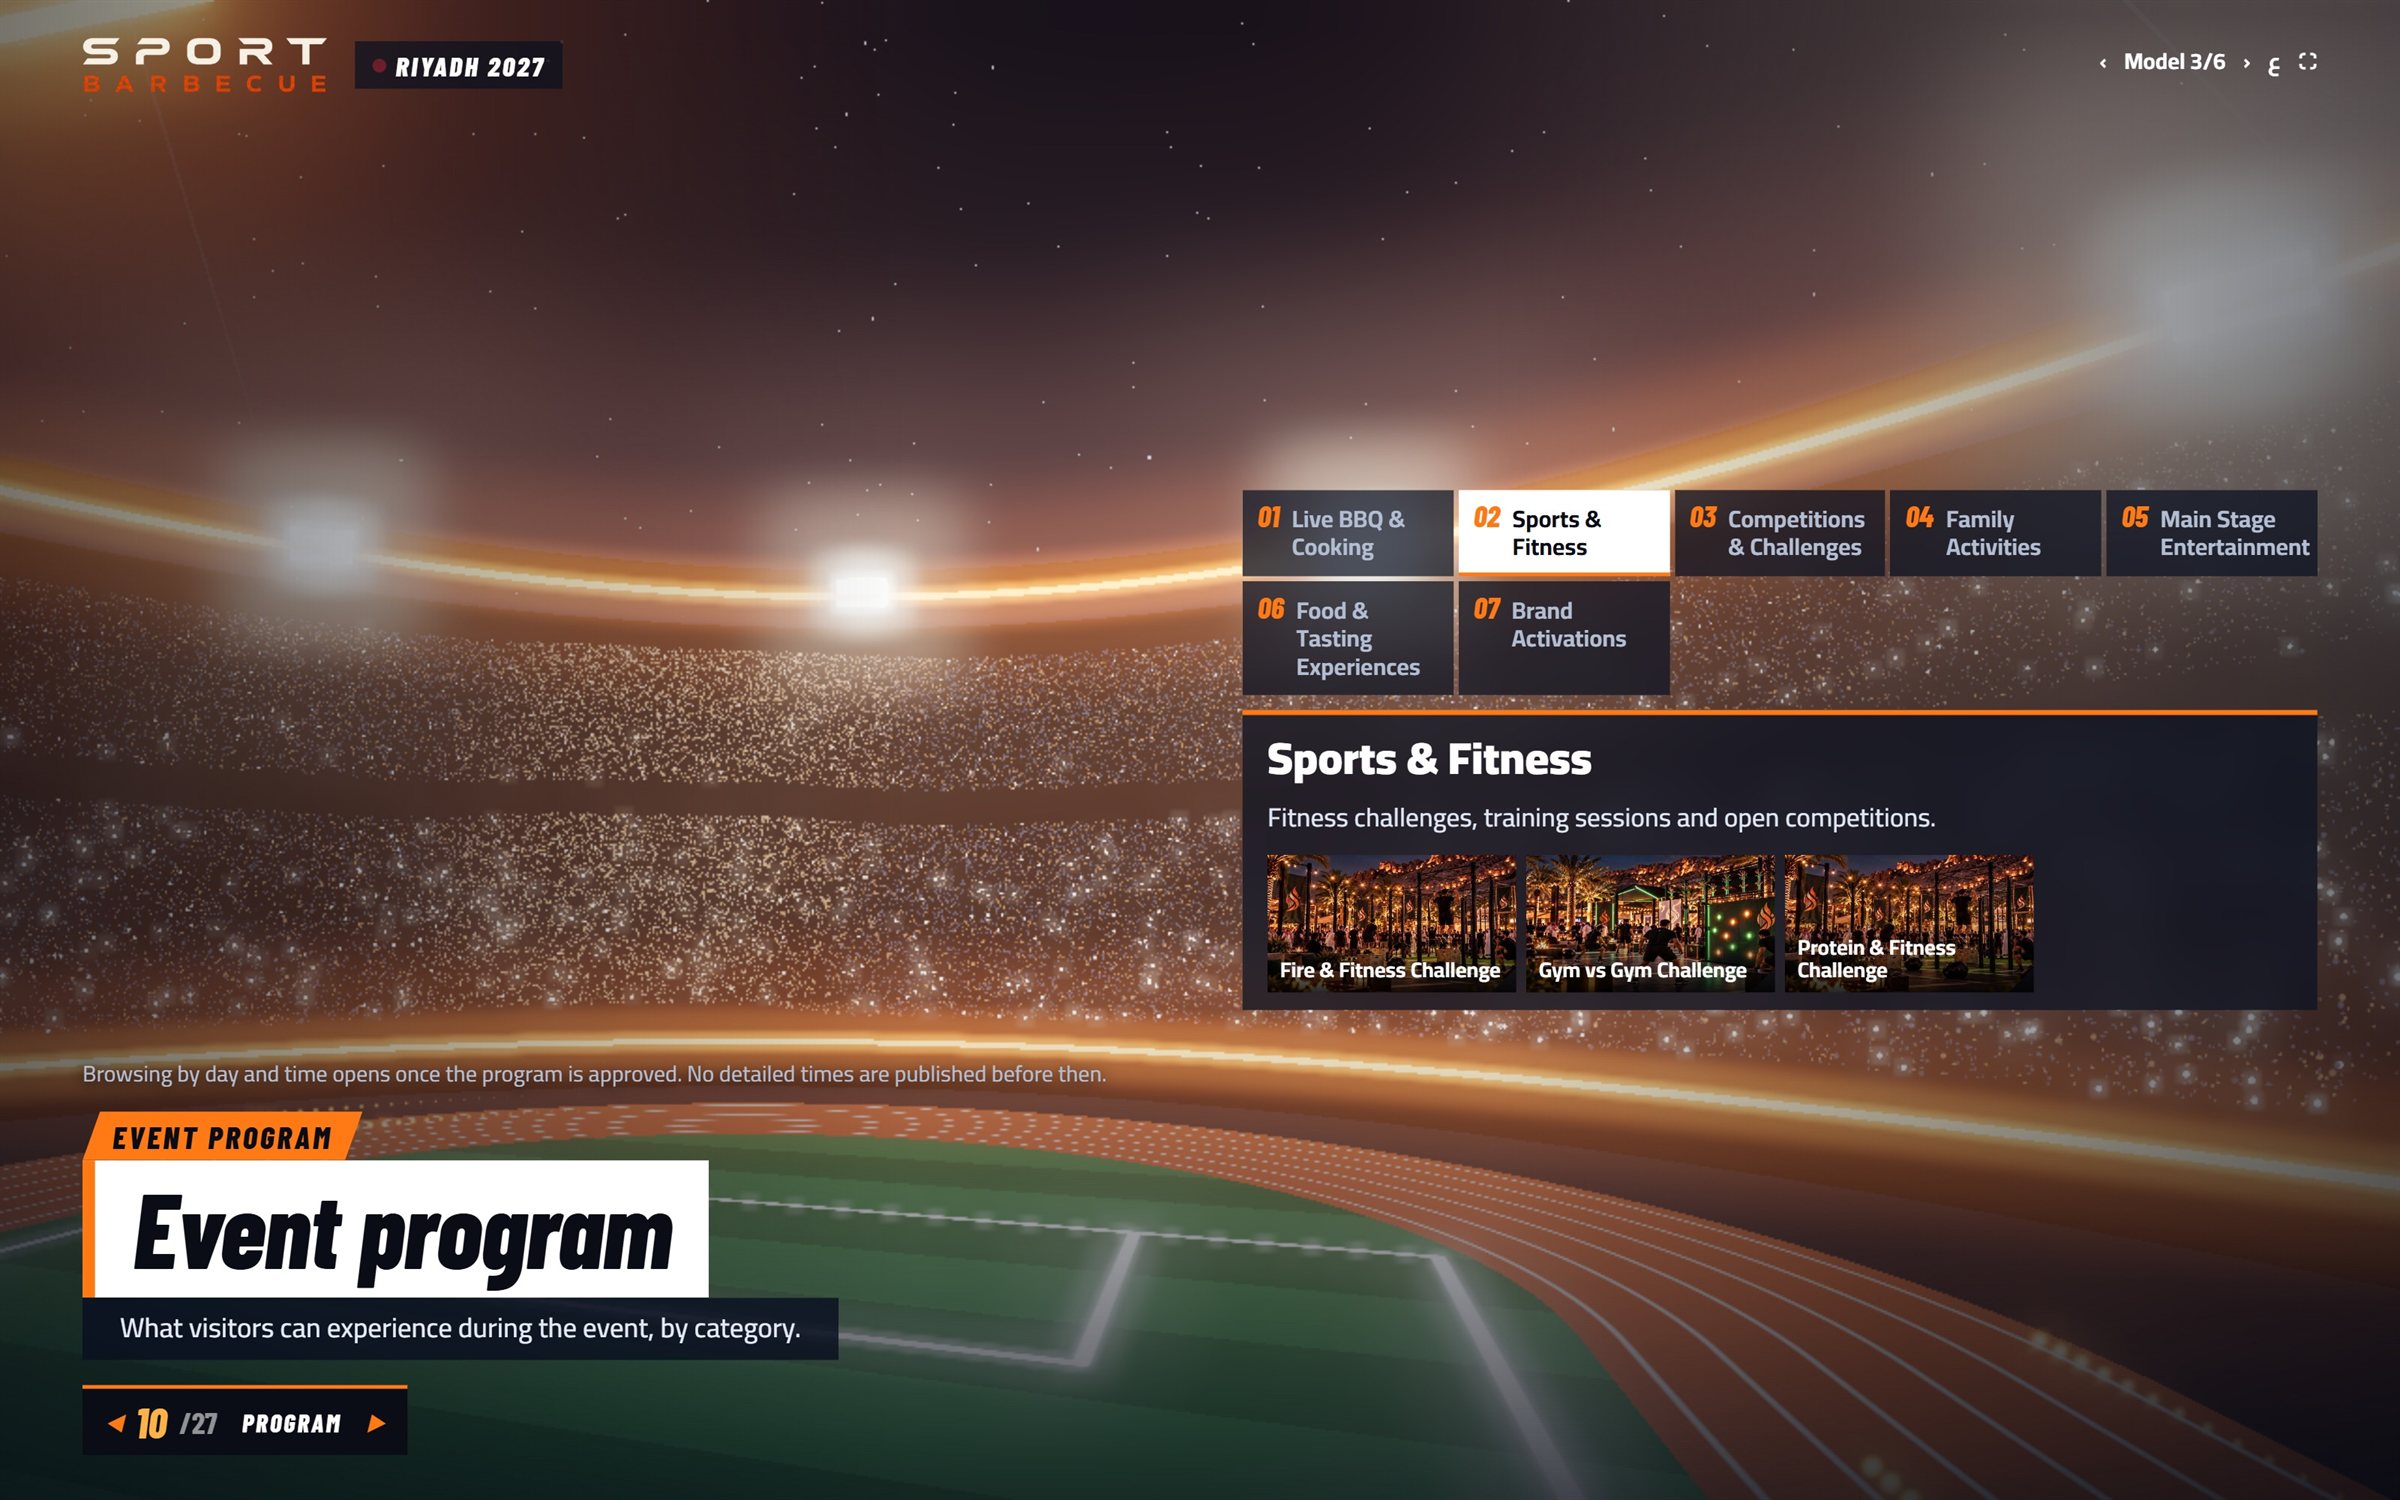 SPORT
BARBECUE
RIYADH 2027
‹ Model 3/6 › ع
01 Live BBQ &
Cooking
02 Sports &
Fitness
03 Competitions
& Challenges
04 Family
Activities
05 Main Stage
Entertainment
06 Food &
Tasting
Experiences
07 Brand
Activations
Sports & Fitness
Fitness challenges, training sessions and open competitions.
Fire & Fitness Challenge
Gym vs Gym Challenge
Protein & Fitness
Challenge
Browsing by day and time opens once the program is approved. No detailed times are published before then.
EVENT PROGRAM
Event program
What visitors can experience during the event, by category.
10 /27 PROGRAM